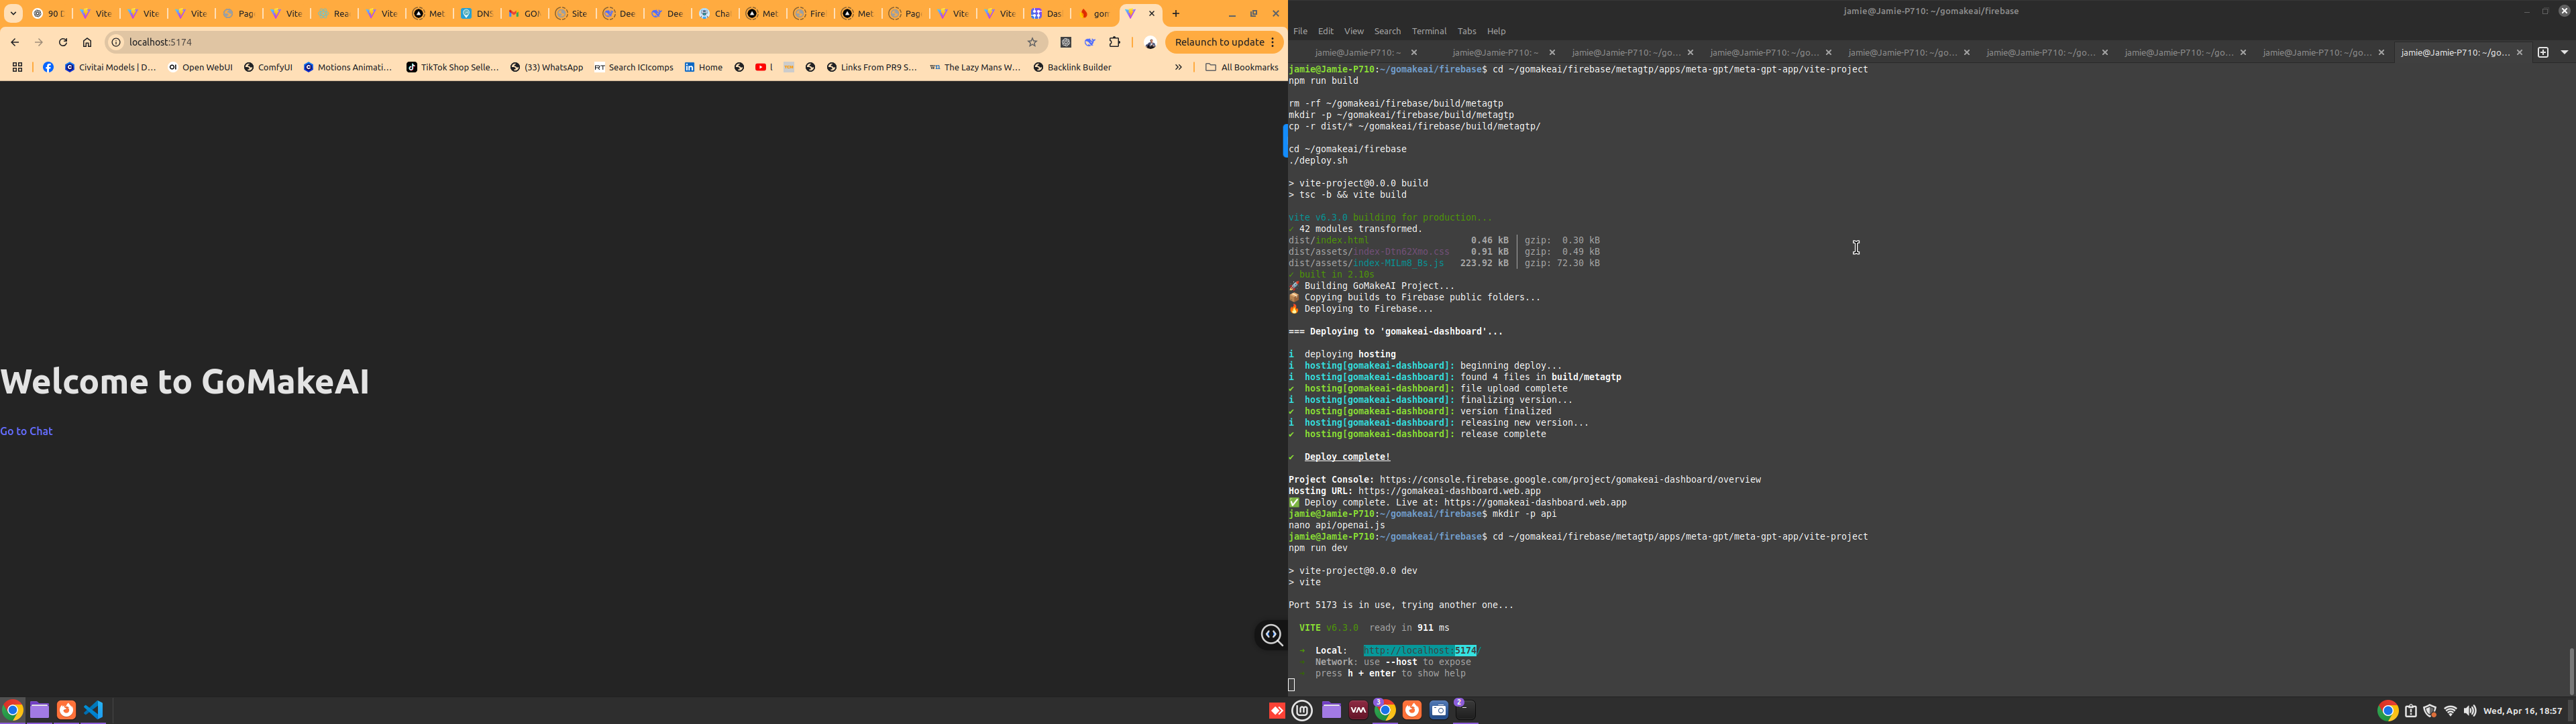 90 D
Vite
Vite
Vite
Pag
Vite
Rea
Vite
Met
DNS
GOM
Site
Dee
Dee
Cha
Met
Fire
Met
Page
Vite
Vite
Das
gom
localhost:5174
Relaunch to update
Civitai Models | D…
Open WebUI
ComfyUI
Motions Animati…
TikTok Shop Selle…
(33) WhatsApp
Search ICIcomps
Home
Links From PR9 S…
The Lazy Mans W…
Backlink Builder
All Bookmarks
Welcome to GoMakeAI
Go to Chat
jamie@Jamie-P710: ~/gomakeai/firebase
File Edit View Search Terminal Tabs Help
jamie@Jamie-P710: ~
jamie@Jamie-P710: ~
jamie@Jamie-P710: ~/go…
jamie@Jamie-P710: ~/go…
jamie@Jamie-P710: ~/go…
jamie@Jamie-P710: ~/go…
jamie@Jamie-P710: ~/go…
jamie@Jamie-P710: ~/go…
jamie@Jamie-P710: ~/go…
jamie@Jamie-P710:~/gomakeai/firebase$ cd ~/gomakeai/firebase/metagtp/apps/meta-gpt/meta-gpt-app/vite-project
npm run build
rm -rf ~/gomakeai/firebase/build/metagtp
mkdir -p ~/gomakeai/firebase/build/metagtp
cp -r dist/* ~/gomakeai/firebase/build/metagtp/
cd ~/gomakeai/firebase
./deploy.sh
> vite-project@0.0.0 build
> tsc -b && vite build
vite v6.3.0 building for production...
✓ 42 modules transformed.
dist/index.html 0.46 kB │ gzip: 0.30 kB
dist/assets/index-Dtn62Xmo.css 0.91 kB │ gzip: 0.49 kB
dist/assets/index-MILm8_Bs.js 223.92 kB │ gzip: 72.30 kB
✓ built in 2.10s
🚀 Building GoMakeAI Project...
📦 Copying builds to Firebase public folders...
🔥 Deploying to Firebase...
=== Deploying to 'gomakeai-dashboard'...
i deploying hosting
i hosting[gomakeai-dashboard]: beginning deploy...
i hosting[gomakeai-dashboard]: found 4 files in build/metagtp
✔ hosting[gomakeai-dashboard]: file upload complete
i hosting[gomakeai-dashboard]: finalizing version...
✔ hosting[gomakeai-dashboard]: version finalized
i hosting[gomakeai-dashboard]: releasing new version...
✔ hosting[gomakeai-dashboard]: release complete
✔ Deploy complete!
Project Console: https://console.firebase.google.com/project/gomakeai-dashboard/overview
Hosting URL: https://gomakeai-dashboard.web.app
✅ Deploy complete. Live at: https://gomakeai-dashboard.web.app
jamie@Jamie-P710:~/gomakeai/firebase$ mkdir -p api
nano api/openai.js
jamie@Jamie-P710:~/gomakeai/firebase$ cd ~/gomakeai/firebase/metagtp/apps/meta-gpt/meta-gpt-app/vite-project
npm run dev
> vite-project@0.0.0 dev
> vite
Port 5173 is in use, trying another one...
VITE v6.3.0 ready in 911 ms
➜ Local: http://localhost:5174/
Network: use --host to expose
press h + enter to show help
3
2
Wed, Apr 16, 18:57